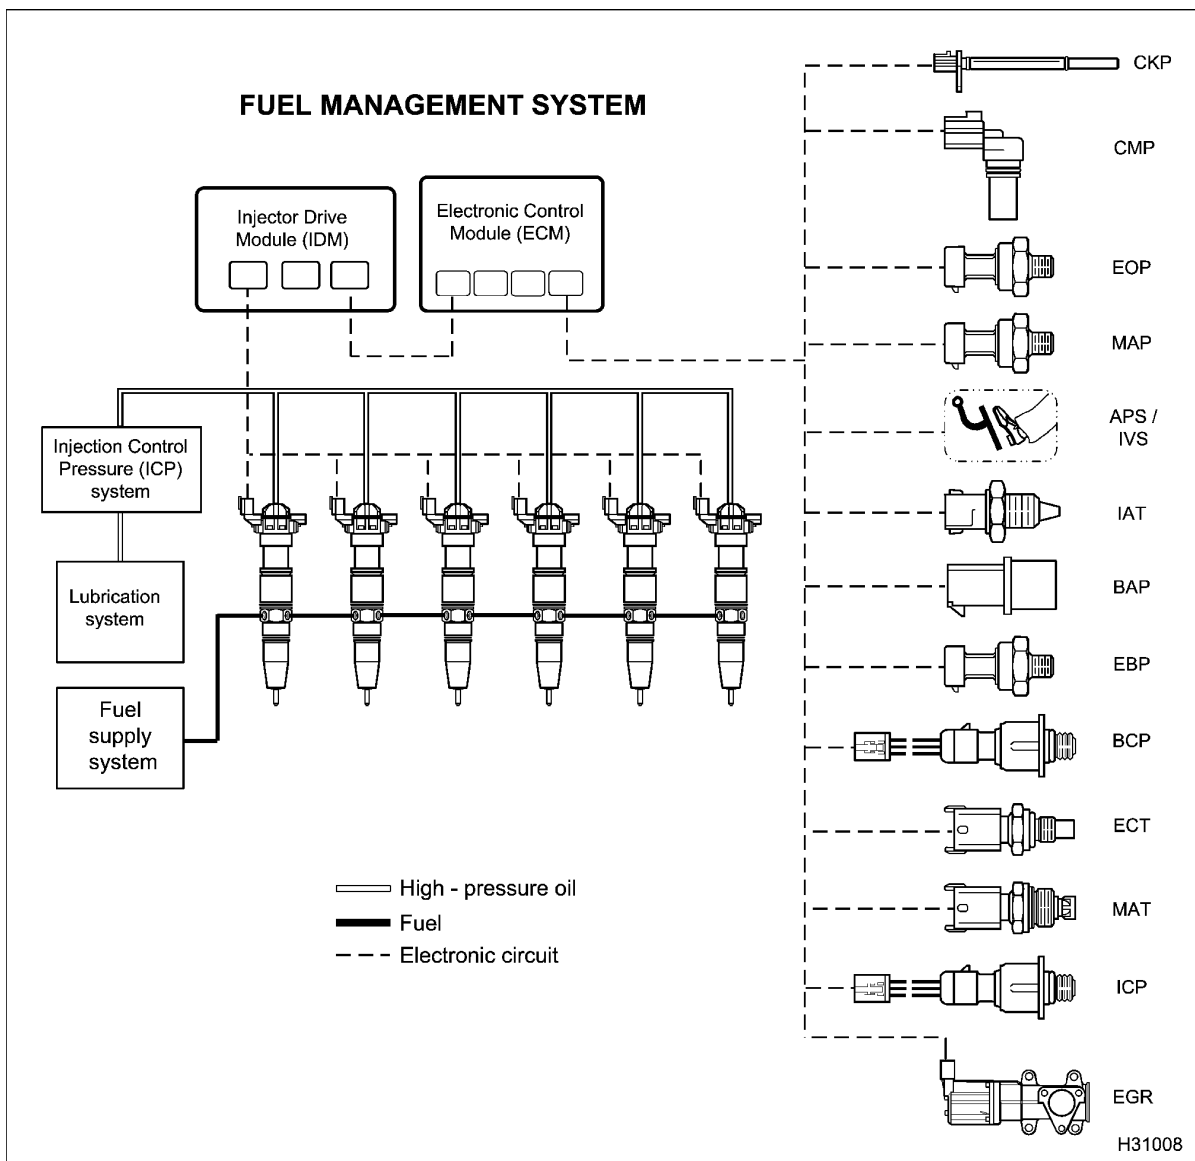 FUEL MANAGEMENT SYSTEM
Injector Drive
Module (IDM)
Electronic Control
Module (ECM)
Injection Control
Pressure (ICP)
system
Lubrication
system
Fuel
supply
system
High - pressure oil
Fuel
Electronic circuit
CKP
CMP
EOP
MAP
APS /
IVS
IAT
BAP
EBP
BCP
ECT
MAT
ICP
EGR
H31008